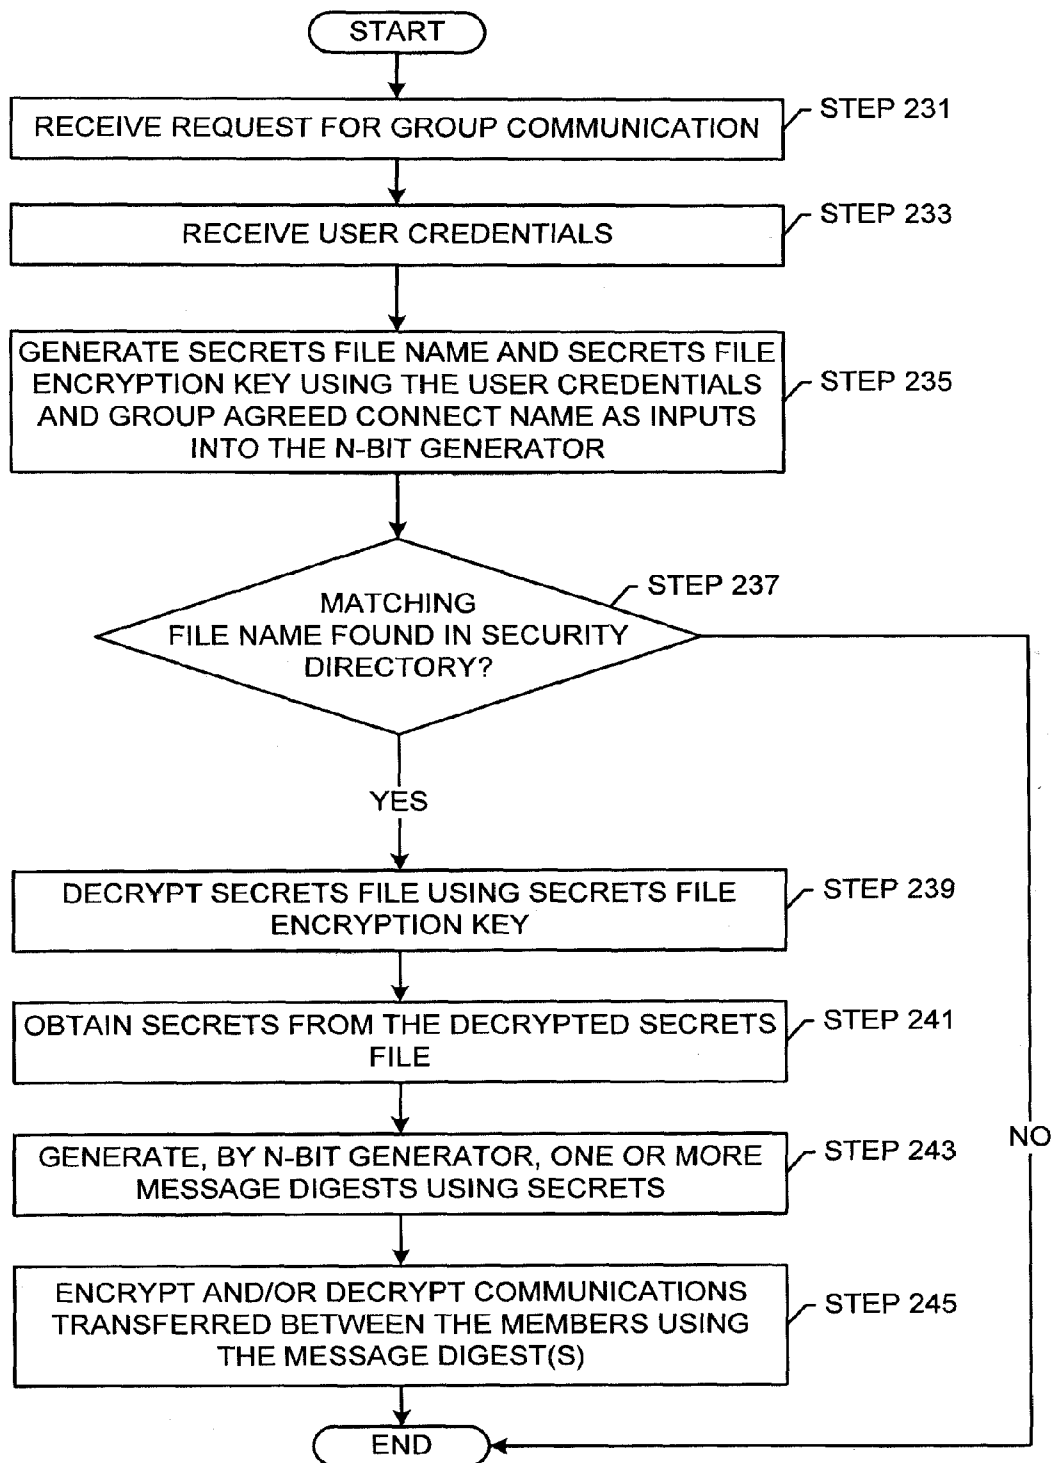 START
RECEIVE REQUEST FOR GROUP COMMUNICATION
STEP 231
RECEIVE USER CREDENTIALS
STEP 233
GENERATE SECRETS FILE NAME AND SECRETS FILE
ENCRYPTION KEY USING THE USER CREDENTIALS
AND GROUP AGREED CONNECT NAME AS INPUTS
INTO THE N-BIT GENERATOR
STEP 235
MATCHING
FILE NAME FOUND IN SECURITY
DIRECTORY?
STEP 237
YES
DECRYPT SECRETS FILE USING SECRETS FILE
ENCRYPTION KEY
STEP 239
OBTAIN SECRETS FROM THE DECRYPTED SECRETS
FILE
STEP 241
NO
GENERATE, BY N-BIT GENERATOR, ONE OR MORE
MESSAGE DIGESTS USING SECRETS
STEP 243
ENCRYPT AND/OR DECRYPT COMMUNICATIONS
TRANSFERRED BETWEEN THE MEMBERS USING
THE MESSAGE DIGEST(S)
STEP 245
END